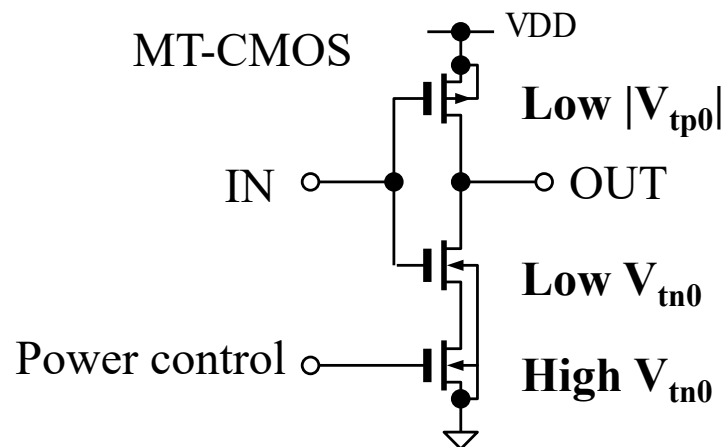 VDD
MT-CMOS
Low |Vtp0|
IN
OUT
Low Vtn0
Power control
High Vtn0